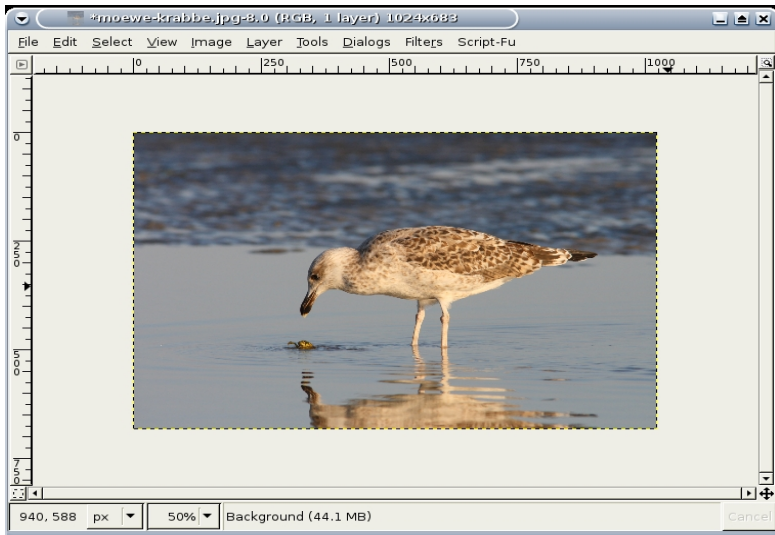 *moewe-krabbe.jpg-8.0 (RGB, 1 layer) 1024x683
File Edit Select View Image Layer Tools Dialogs Filters Script-Fu
0 250 500 750 1000
0
250
500
750
940, 588 px 50% Background (44.1 MB) Cancel